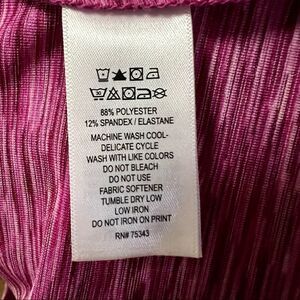 88% POLYESTER
12% SPANDEX / ELASTANE
MACHINE WASH COOL-
DELICATE CYCLE
WASH WITH LIKE COLORS
DO NOT BLEACH
DO NOT USE
FABRIC SOFTENER
TUMBLE DRY LOW
LOW IRON
DO NOT IRON ON PRINT
RN# 75343